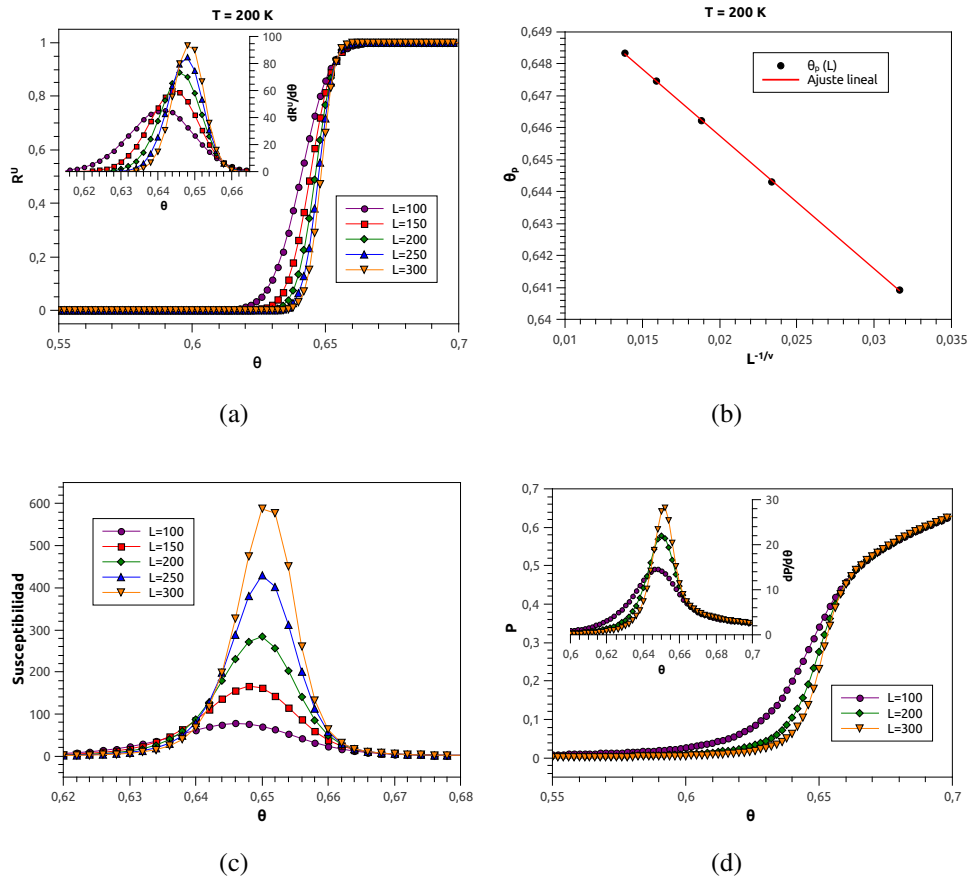 T = 200 K
1
0,8
0,6
0,4
0,2
0
R^U
0,55
0,6
0,65
0,7
θ
100
80
60
40
20
0
dR^U/dθ
0,62
0,63
0,64
0,65
0,66
θ
L=100
L=150
L=200
L=250
L=300
(a)
T = 200 K
0,649
0,648
0,647
0,646
0,645
0,644
0,643
0,642
0,641
0,64
θ_p
θ_p (L)
Ajuste lineal
0,01
0,015
0,02
0,025
0,03
0,035
L^-1/ν
(b)
600
500
400
300
200
100
0
Susceptibilidad
L=100
L=150
L=200
L=250
L=300
0,62
0,63
0,64
0,65
0,66
0,67
0,68
θ
(c)
0,7
0,6
0,5
0,4
0,3
0,2
0,1
0
P
30
20
10
0
dP/dθ
0,6
0,62
0,64
0,66
0,68
0,7
θ
L=100
L=200
L=300
0,55
0,6
0,65
0,7
θ
(d)